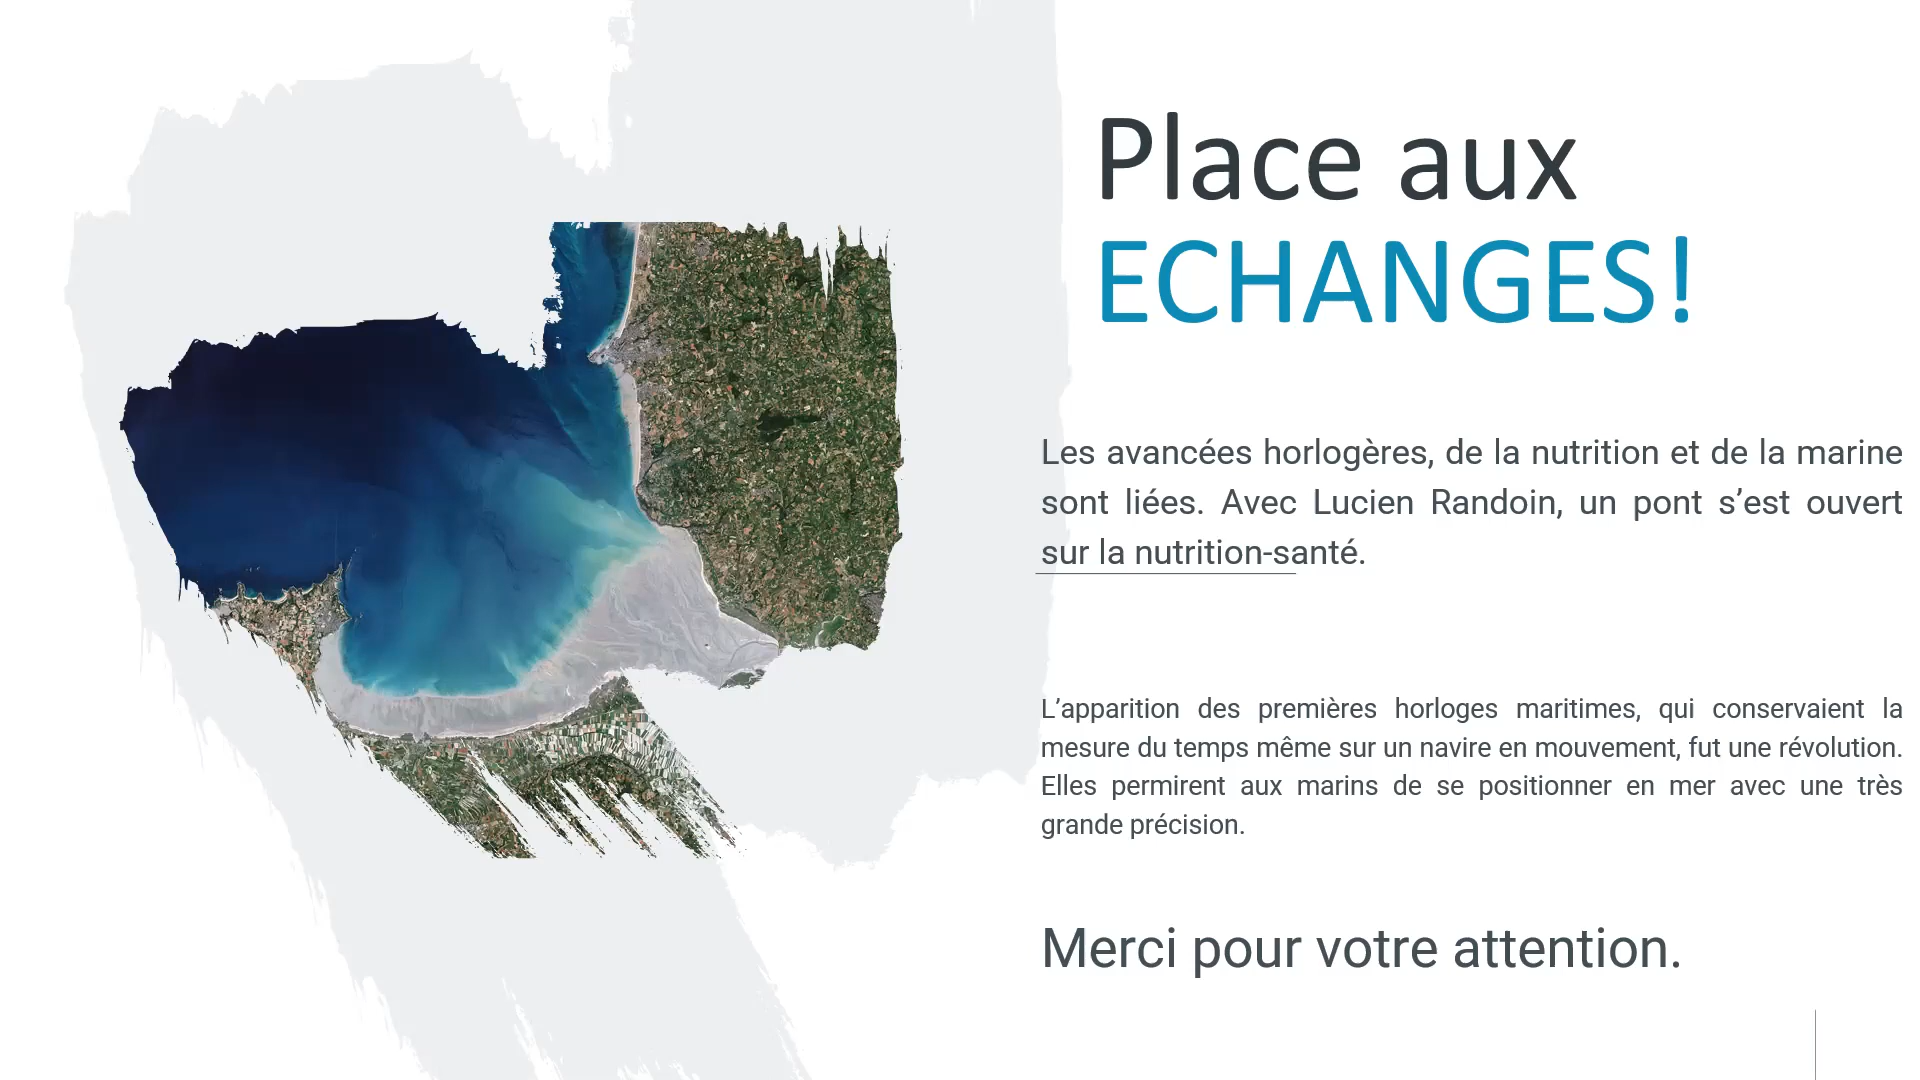 Place aux
ECHANGES!
Les avancées horlogères, de la nutrition et de la marine
sont liées. Avec Lucien Randoin, un pont s’est ouvert
sur la nutrition-santé.
L’apparition des premières horloges maritimes, qui conservaient la
mesure du temps même sur un navire en mouvement, fut une révolution.
Elles permirent aux marins de se positionner en mer avec une très
grande précision.
Merci pour votre attention.